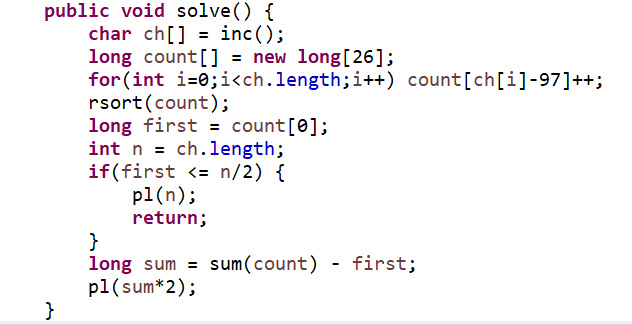 public void solve() {
char ch[] = inc();
long count[] = new long[26];
for(int i=0;i<ch.length;i++) count[ch[i]-97]++;
rsort(count);
long first = count[0];
int n = ch.length;
if(first <= n/2) {
pl(n);
return;
}
long sum = sum(count) - first;
pl(sum*2);
}